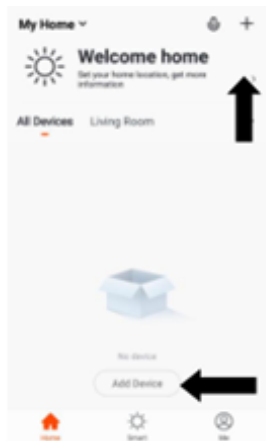 My Home
Welcome home
Set your home location, get more
information
All Devices Living Room
No device
Add Device
Home Smart Me